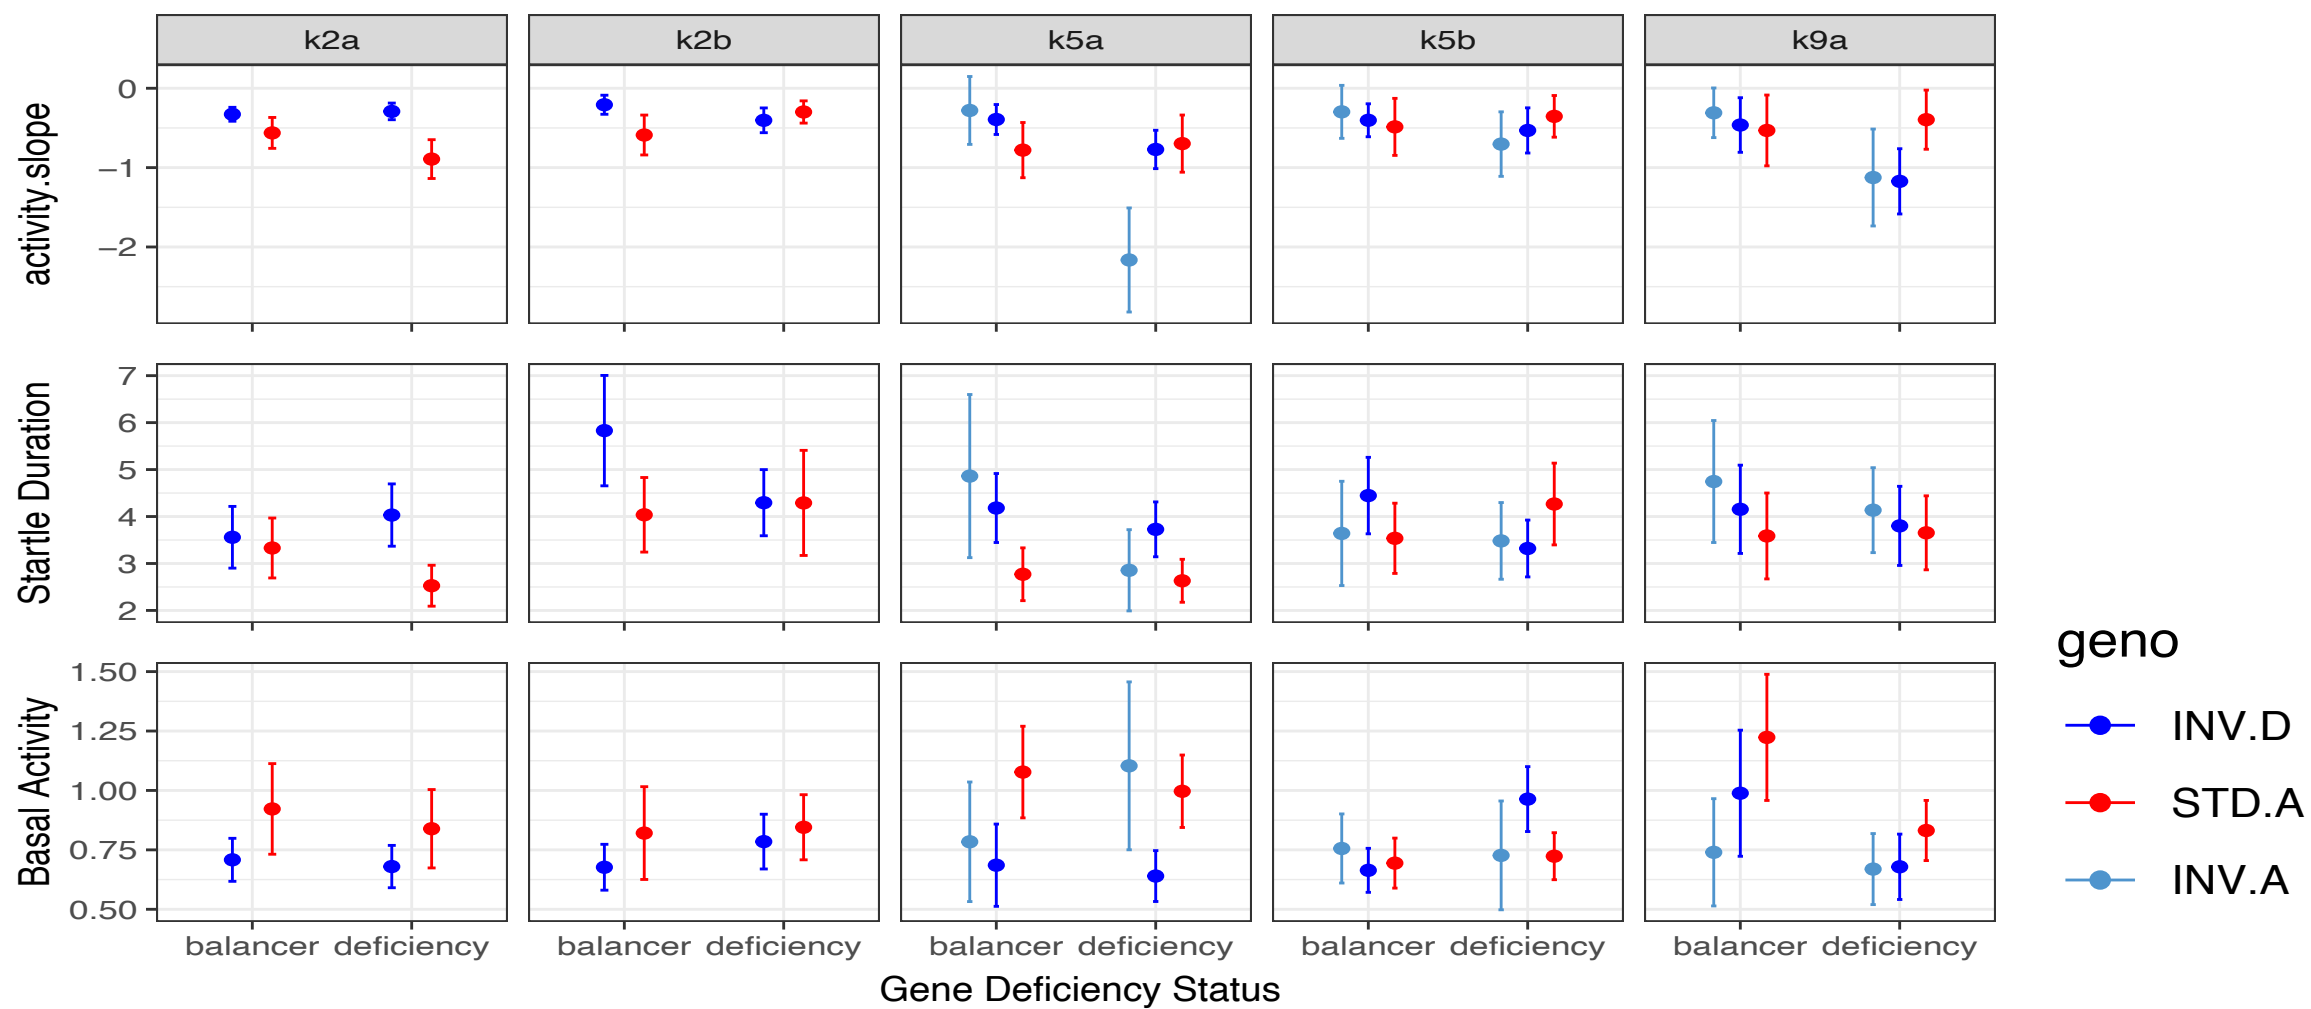 k2a k2b k5a k5b k9a
activity.slope
0
−1
−2
Startle Duration
7
6
5
4
3
2
Basal Activity
1.50
1.25
1.00
0.75
0.50
balancer deficiency balancer deficiency balancer deficiency balancer deficiency balancer deficiency
Gene Deficiency Status
geno
INV.D
STD.A
INV.A